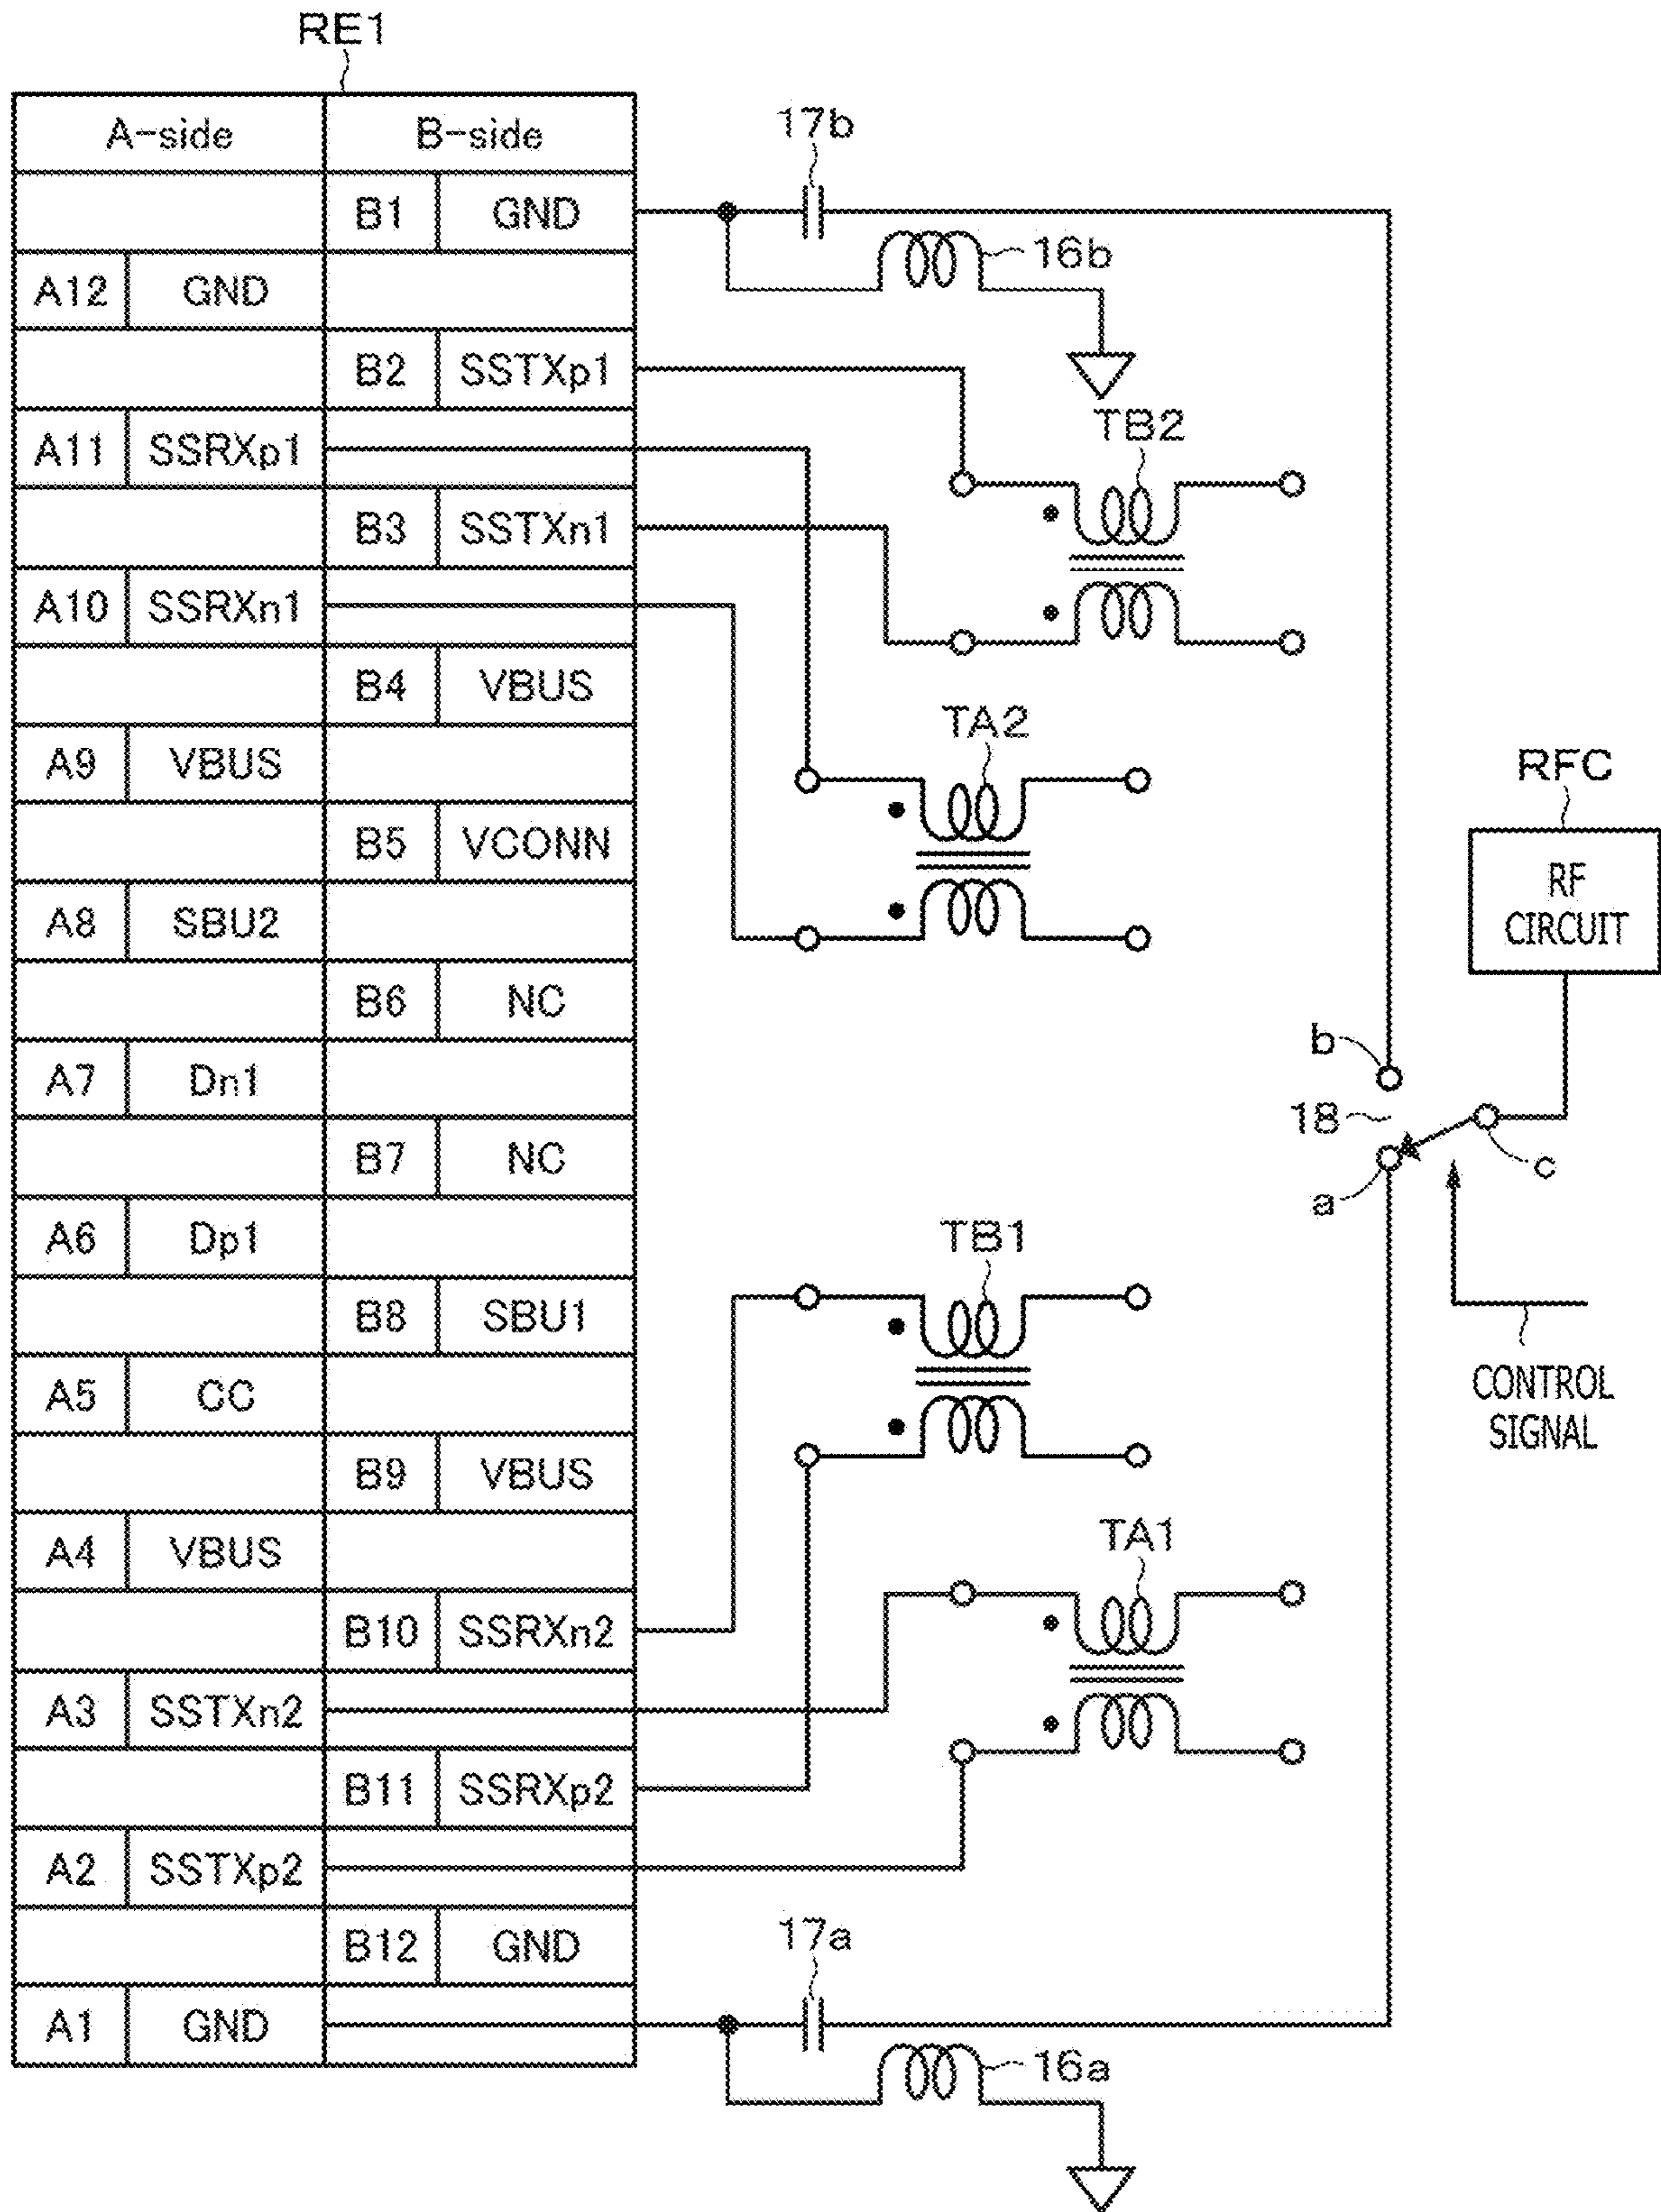 RE1
A-side B-side
B1 GND
A12 GND
B2 SSTXp1
A11 SSRXp1
B3 SSTXn1
A10 SSRXn1
B4 VBUS
A9 VBUS
B5 VCONN
A8 SBU2
B6 NC
A7 Dn1
B7 NC
A6 Dp1
B8 SBU1
A5 CC
B9 VBUS
A4 VBUS
B10 SSRXn2
A3 SSTXn2
B11 SSRXp2
A2 SSTXp2
B12 GND
A1 GND
17b
16b
TB2
TA2
RFC
RF
CIRCUIT
b
18
a
c
TB1
CONTROL
SIGNAL
TA1
17a
16a